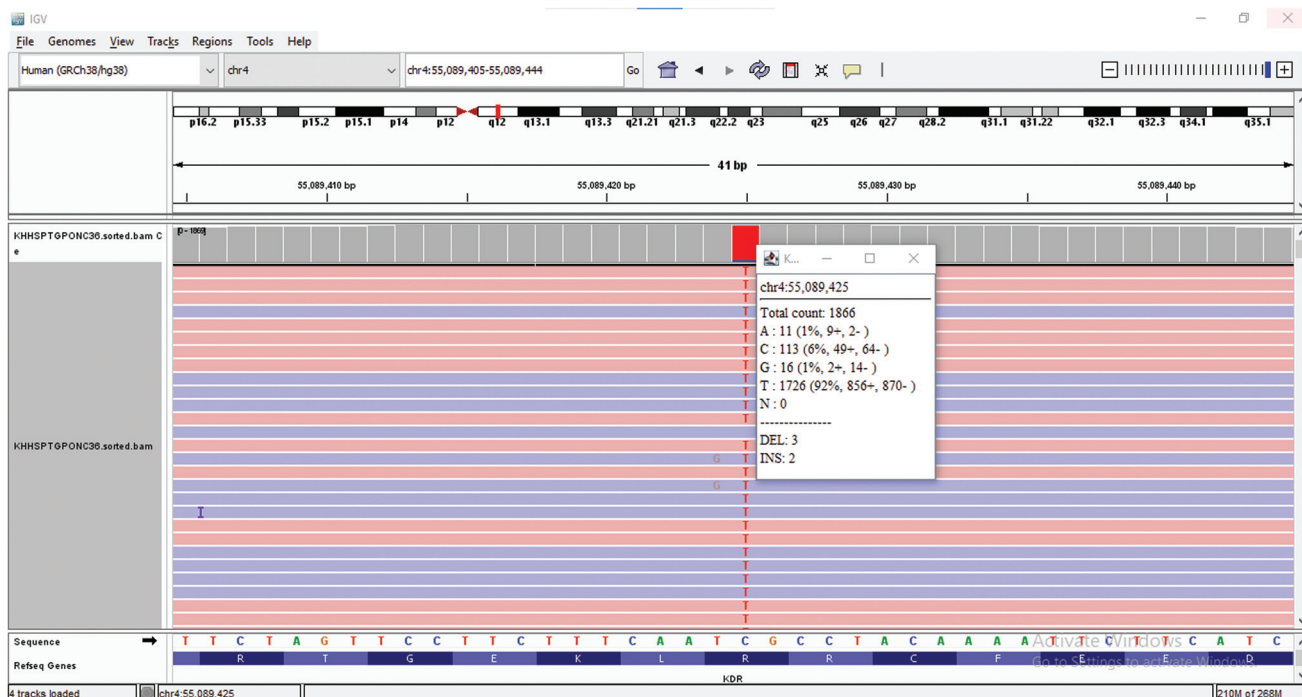 IGV
File Genomes View Tracks Regions Tools Help
Human (GRCh38/hg38) chr4 chr4:55,089,405-55,089,444 Go
p16.2 p15.33 p15.2 p15.1 p14 p12 q12 q13.1 q13.3 q21.21 q21.3 q22.2 q23 q25 q26 q27 q28.2 q31.1 q31.22 q32.1 q32.3 q34.1 q35.1
41 bp
55,089,410 bp 55,089,420 bp 55,089,430 bp 55,089,440 bp
KHHSPTGPONC36.sorted.bam C
e
[0 - 1869]
K...
chr4:55,089,425
Total count: 1866
A : 11 (1%, 9+, 2- )
C : 113 (6%, 49+, 64- )
G : 16 (1%, 2+, 14- )
T : 1726 (92%, 856+, 870- )
N : 0
---------------
DEL: 3
INS: 2
T
T
T
T
T
T
T
T
T
T
T
T
T
G T
T
G T
T
I T
T
T
T
T
T
T
T
T
KHHSPTGPONC36.sorted.bam
Sequence T T C T A G T T C C T T C T T T C A A T C G C C T A C A A A A T T C T T C A T C
Refseq Genes R T G E K L R R C F E E D
KDR
Activate Windows
Go to Settings to activate Windows.
4 tracks loaded chr4:55,089,425 210M of 268M